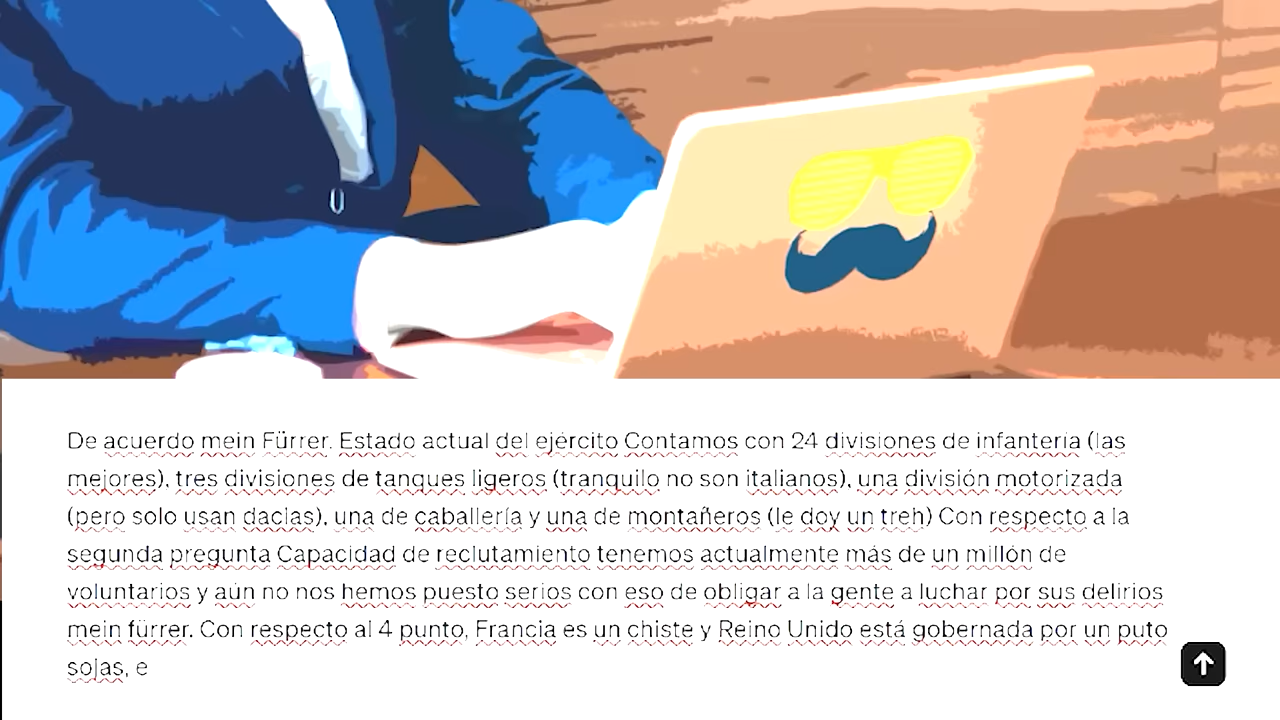 De acuerdo mein Fürrer. Estado actual del ejército Contamos con 24 divisiones de infantería (las
mejores), tres divisiones de tanques ligeros (tranquilo no son italianos), una división motorizada
(pero solo usan dacias), una de caballería y una de montañeros (le doy un treh) Con respecto a la
segunda pregunta Capacidad de reclutamiento tenemos actualmente más de un millón de
voluntarios y aún no nos hemos puesto serios con eso de obligar a la gente a luchar por sus delirios
mein fürrer. Con respecto al 4 punto, Francia es un chiste y Reino Unido está gobernada por un puto
sojas, e